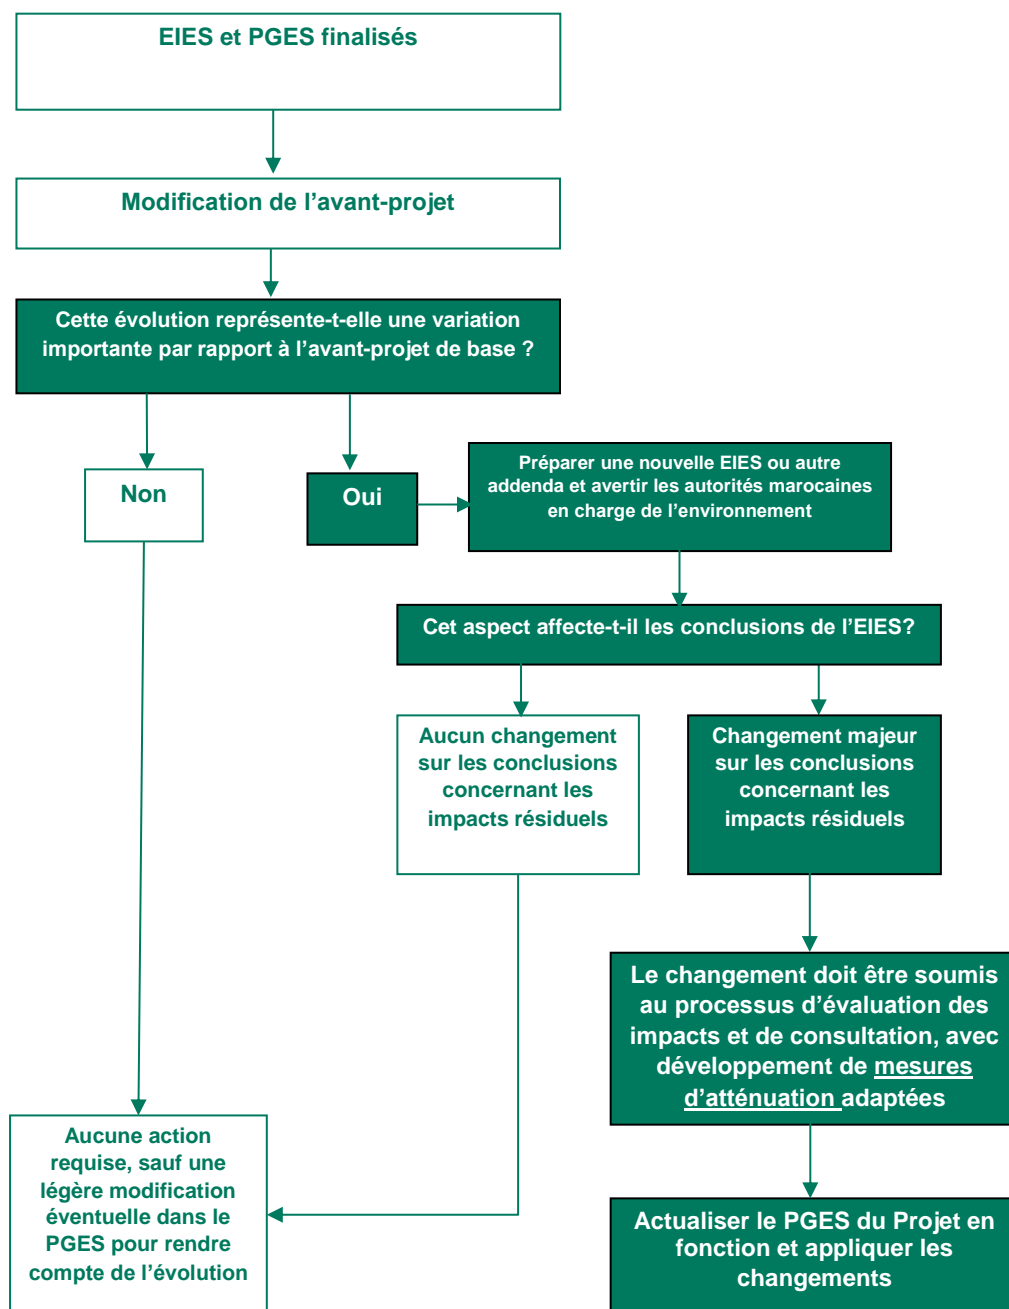 EIES et PGES finalisés
Modification de l’avant-projet
Cette évolution représente-t-elle une variation
importante par rapport à l’avant-projet de base ?
Non
Oui
Préparer une nouvelle EIES ou autre
addenda et avertir les autorités marocaines
en charge de l’environnement
Cet aspect affecte-t-il les conclusions de l’EIES?
Aucun changement
sur les conclusions
concernant les
impacts résiduels
Changement majeur
sur les conclusions
concernant les
impacts résiduels
Le changement doit être soumis
au processus d’évaluation des
impacts et de consultation, avec
développement de mesures
d’atténuation adaptées
Aucune action
requise, sauf une
légère modification
éventuelle dans le
PGES pour rendre
compte de l’évolution
Actualiser le PGES du Projet en
fonction et appliquer les
changements